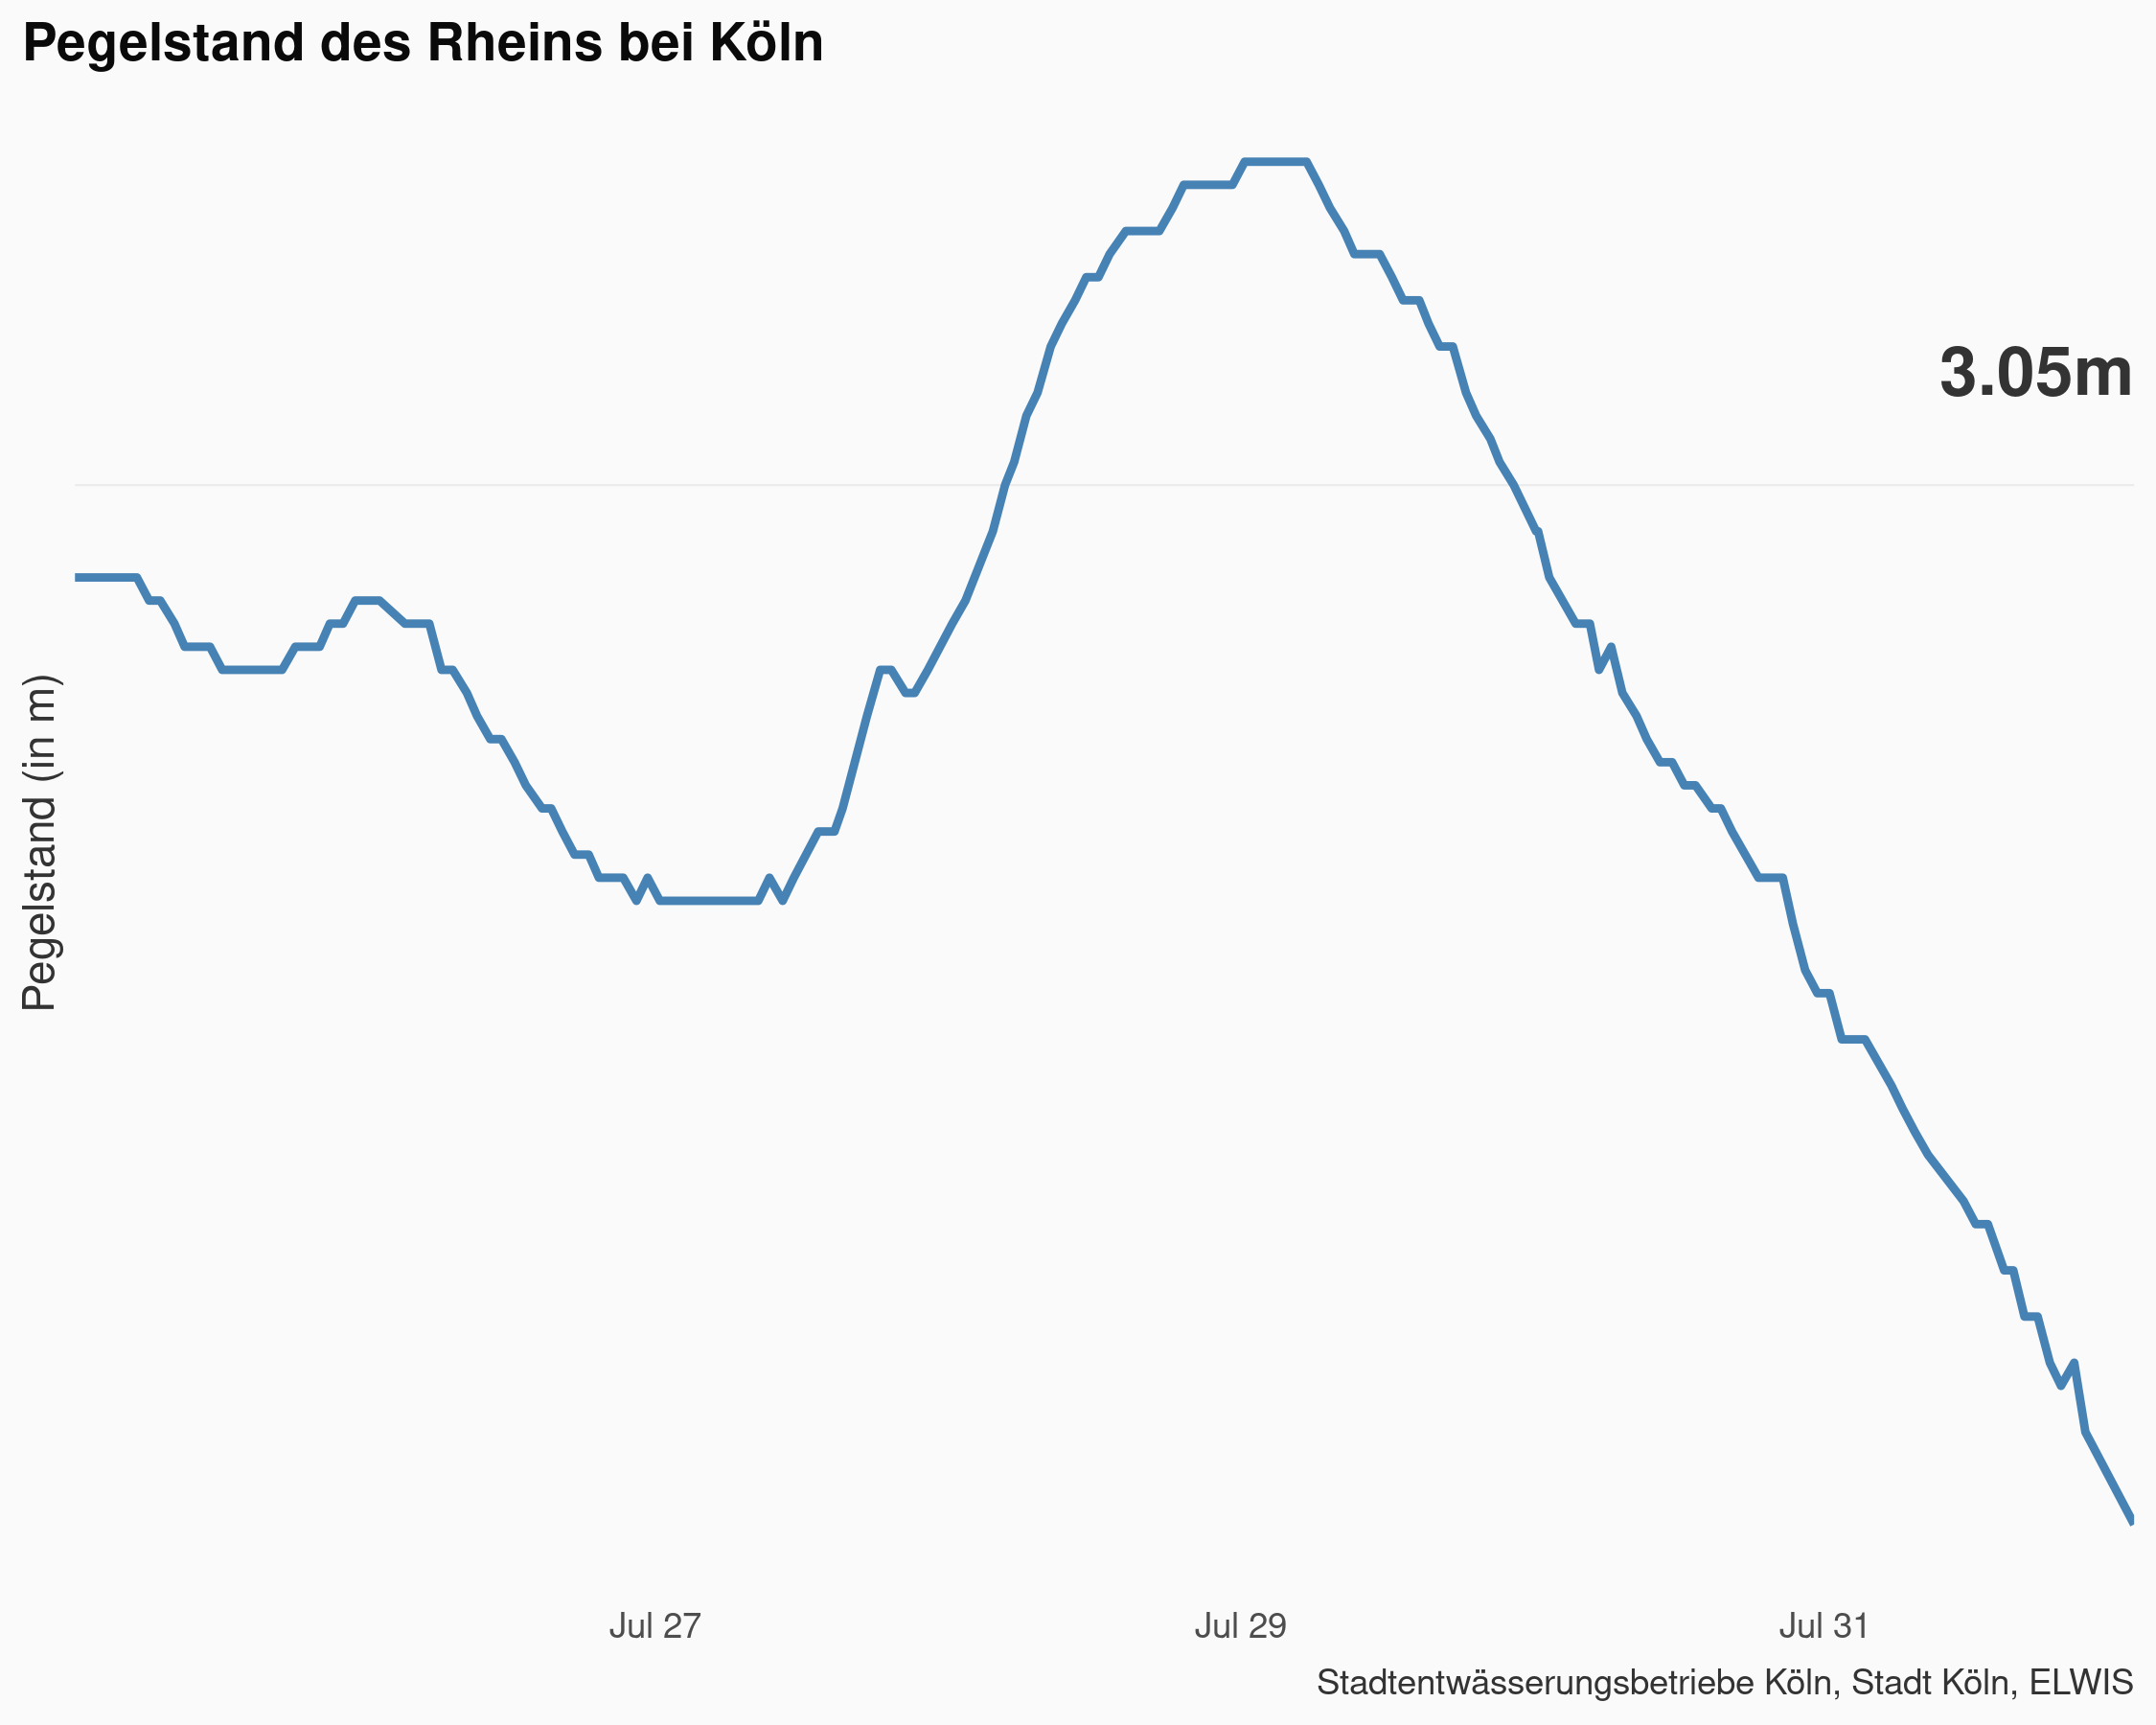 Pegelstand des Rheins bei Köln
3.05m
Pegelstand (in m)
Jul 27
Jul 29
Jul 31
Stadtentwässerungsbetriebe Köln, Stadt Köln, ELWIS